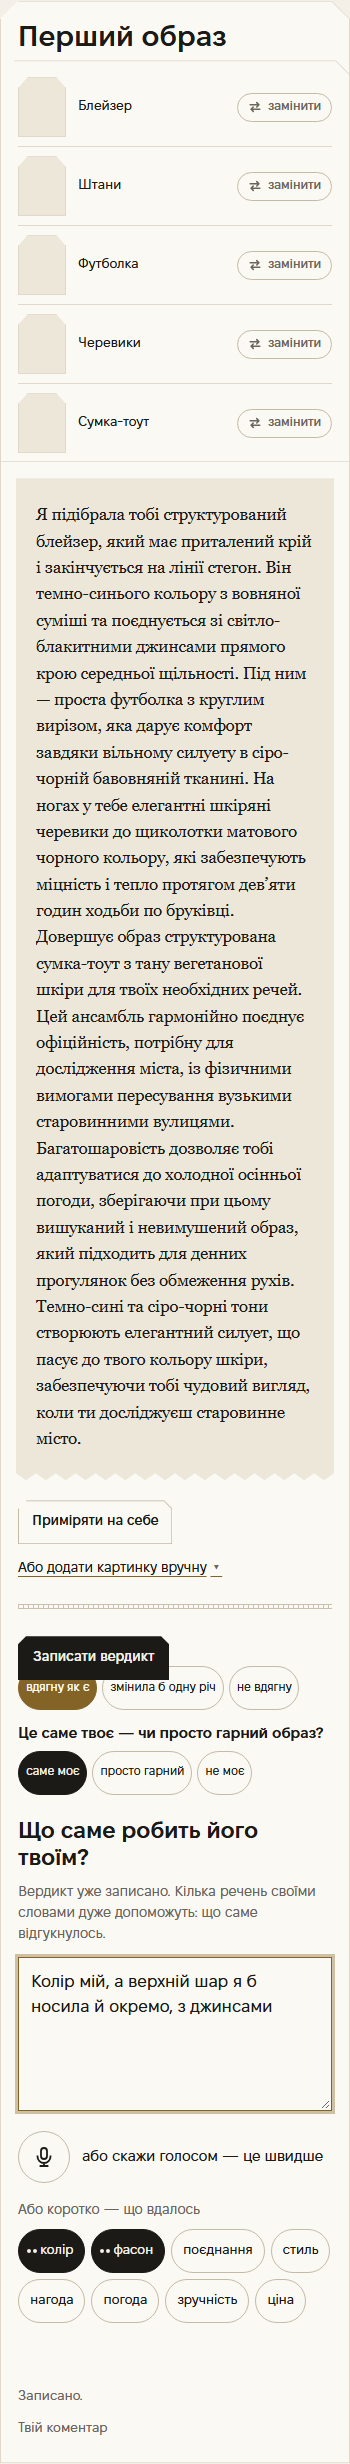 Перший образ
Блейзер
замінити
Штани
замінити
Футболка
замінити
Черевики
замінити
Сумка-тоут
замінити
Я підібрала тобі структурований
блейзер, який має приталений крій
і закінчується на лінії стегон. Він
темно-синього кольору з вовняної
суміші та поєднується зі світло-
блакитними джинсами прямого
крою середньої щільності. Під ним
— проста футболка з круглим
вирізом, яка дарує комфорт
завдяки вільному силуету в сіро-
чорній бавовняній тканині. На
ногах у тебе елегантні шкіряні
черевики до щиколотки матового
чорного кольору, які забезпечують
міцність і тепло протягом дев’яти
годин ходьби по бруківці.
Довершує образ структурована
сумка-тоут з тану вегетанової
шкіри для твоїх необхідних речей.
Цей ансамбль гармонійно поєднує
офіційність, потрібну для
дослідження міста, із фізичними
вимогами пересування вузькими
старовинними вулицями.
Багатошаровість дозволяє тобі
адаптуватися до холодної осінньої
погоди, зберігаючи при цьому
вишуканий і невимушений образ,
який підходить для денних
прогулянок без обмеження рухів.
Темно-сині та сіро-чорні тони
створюють елегантний силует, що
пасує до твого кольору шкіри,
забезпечуючи тобі чудовий вигляд,
коли ти досліджуєш старовинне
місто.
Приміряти на себе
Або додати картинку вручну
Записати вердикт
вдягну як є
змінила б одну річ
не вдягну
Це саме твоє — чи просто гарний образ?
саме моє
просто гарний
не моє
Що саме робить його
твоїм?
Вердикт уже записано. Кілька речень своїми
словами дуже допоможуть: що саме
відгукнулось.
Колір мій, а верхній шар я б
носила й окремо, з джинсами
або скажи голосом — це швидше
Або коротко — що вдалось
колір
фасон
поєднання
стиль
нагода
погода
зручність
ціна
Записано.
Твій коментар